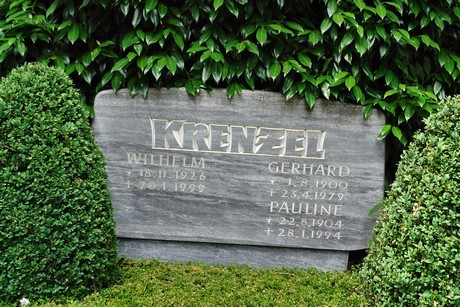 KRENZEL
WILHELM
* 18.11.1926
+ 20.1.1999
GERHARD
* 1.8.1900
+ 23.4.1979
PAULINE
* 22.8.1904
+ 28.1.1994